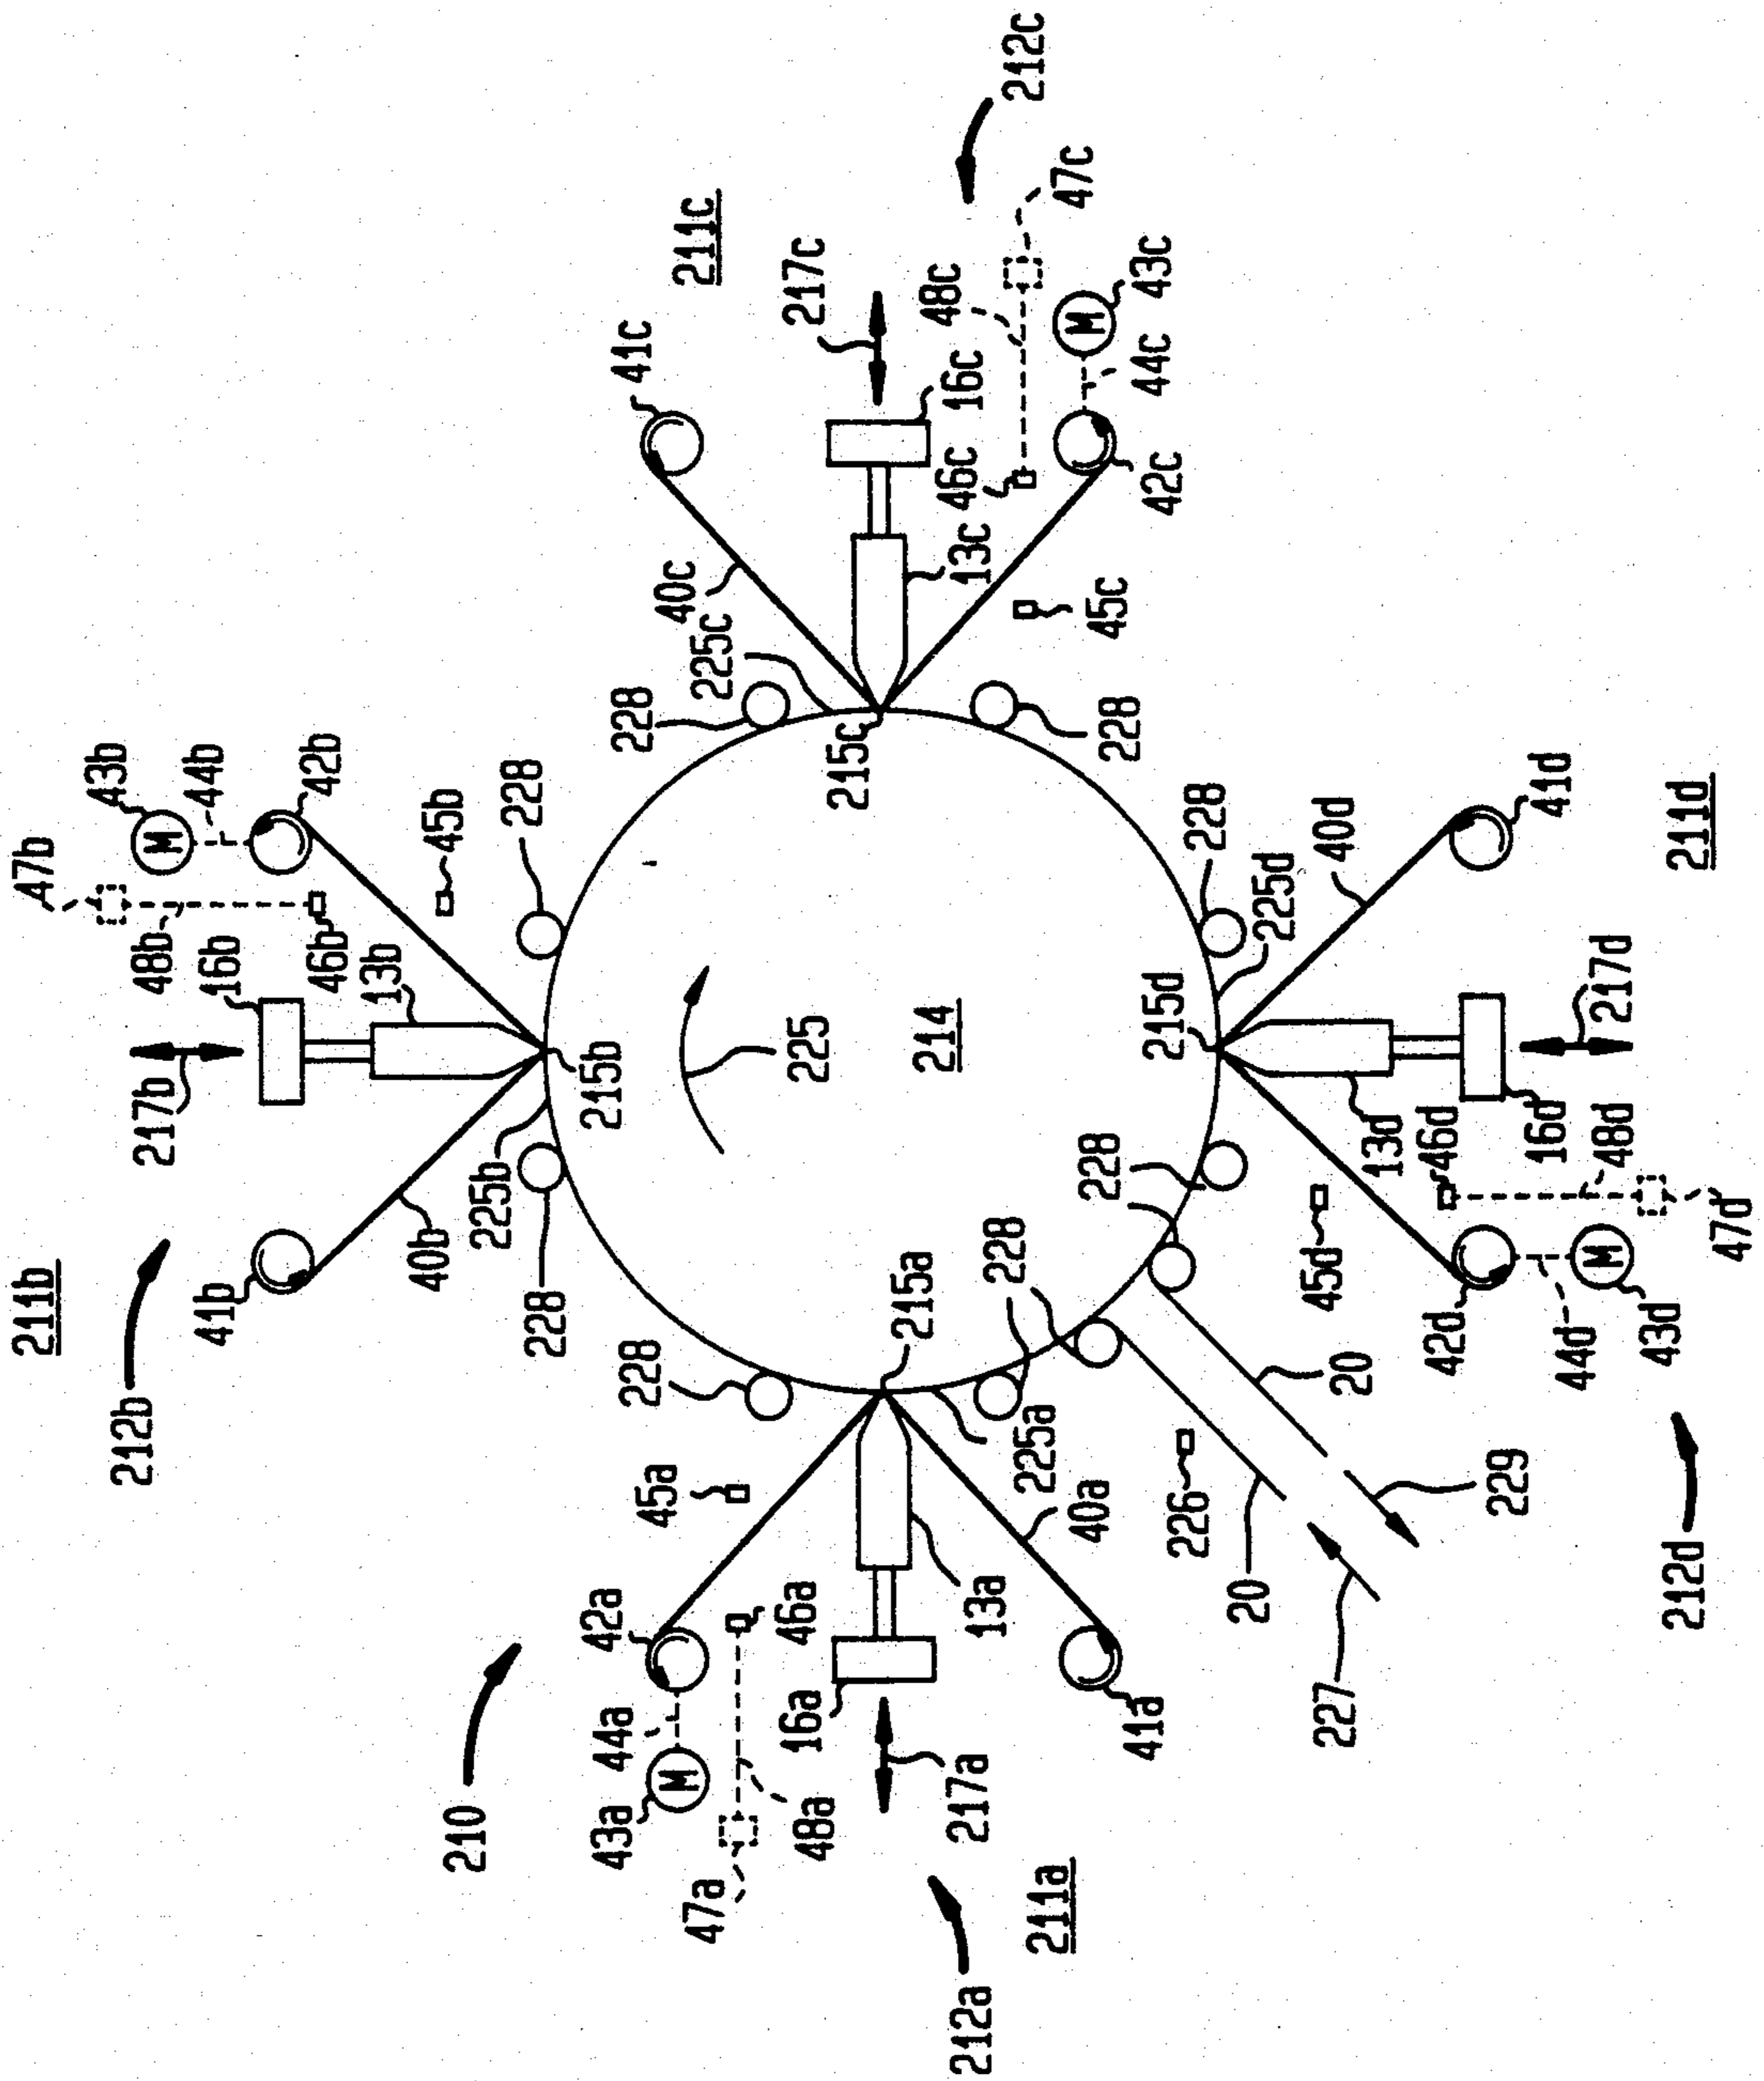 211b
212b
41b
40b
217b
16b
48b
47b
13b
46b
43b
44b
42b
45b
228
228
225b
215b
225
214
210
43a
44a
42a
45a
228
47a
48a
16a
46a
13a
217a
212a
211a
41a
40a
225a
215a
228
226
20
227
20
229
228
228
225c
215c
40c
41c
217c
211c
212c
13c
16c
46c
48c
47c
43c
44c
42c
45c
228
228
225d
215d
40d
41d
211d
217d
13d
16d
46d
48d
47d
45d
42d
44d
43d
212d
M
M
M
M